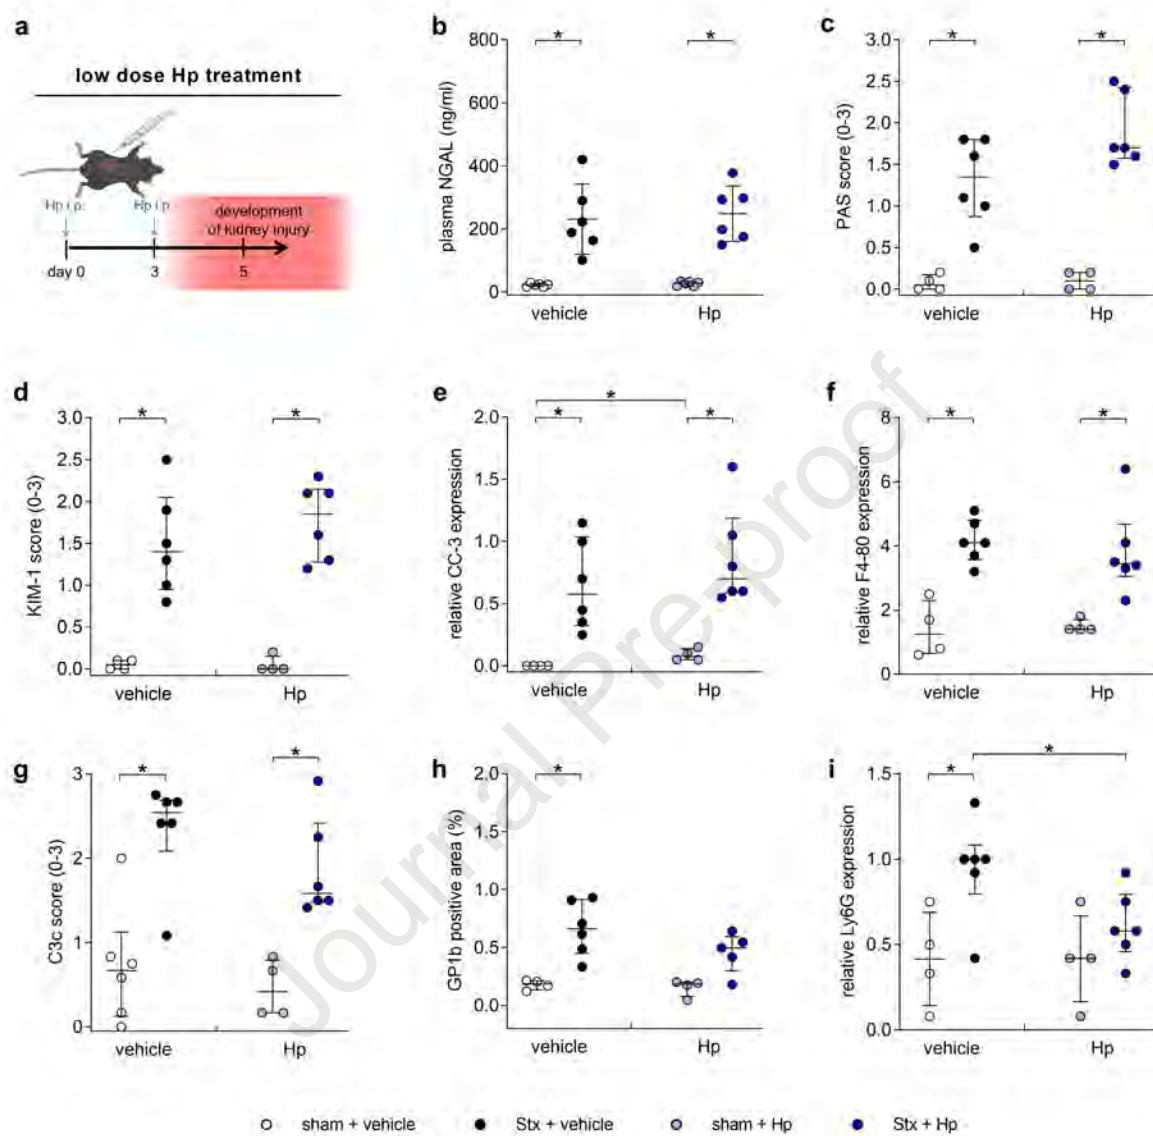 a
low dose Hp treatment
Hp i.p.
Hp i.p.
development
of kidney injury
day 0
3
5
b
*
*
plasma NGAL (ng/ml)
800
600
400
200
0
vehicle
Hp
c
*
*
PAS score (0-3)
3.0
2.5
2.0
1.5
1.0
0.5
0.0
vehicle
Hp
d
*
*
KIM-1 score (0-3)
3.0
2.5
2.0
1.5
1.0
0.5
0.0
vehicle
Hp
e
*
*
*
relative CC-3 expression
2.0
1.5
1.0
0.5
0.0
vehicle
Hp
f
*
*
relative F4-80 expression
8
6
4
2
0
vehicle
Hp
g
*
*
C3c score (0-3)
3
2
1
0
vehicle
Hp
h
*
GP1b positive area (%)
2.0
1.5
1.0
0.5
0.0
vehicle
Hp
i
*
*
relative Ly6G expression
1.5
1.0
0.5
0.0
vehicle
Hp
sham + vehicle
Stx + vehicle
sham + Hp
Stx + Hp
Journal Pre-proof